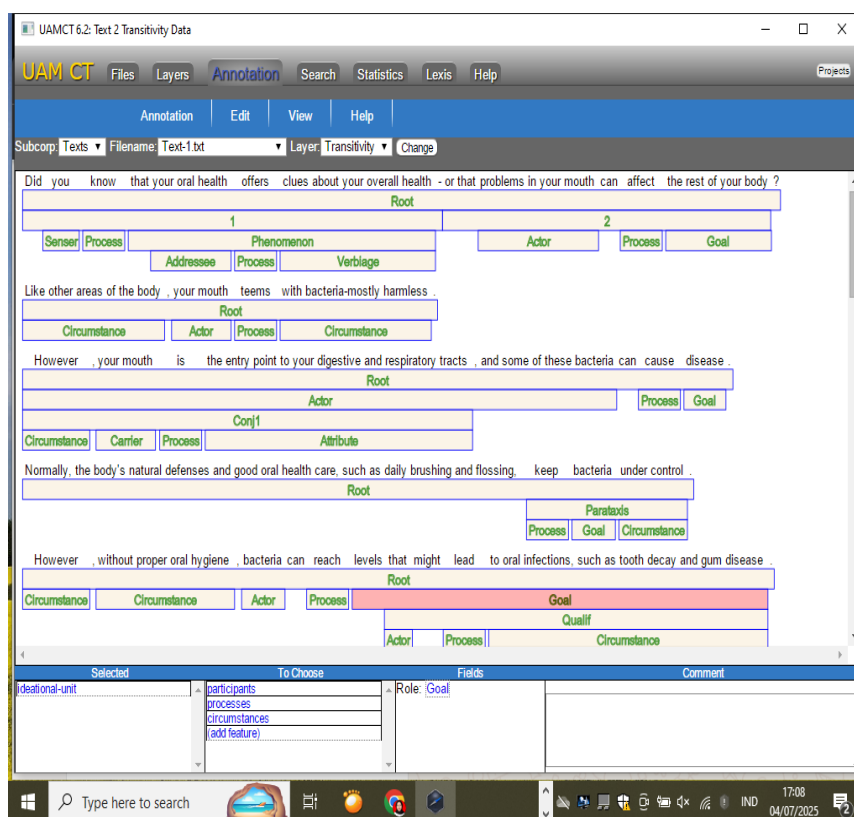 UAMCT 6.2: Text 2 Transitivity Data
UAM CT Files Layers Annotation Search Statistics Lexis Help Projects
Annotation Edit View Help
Subcorp: Texts Filename: Text-1.txt Layer: Transitivity Change
Did you know that your oral health offers clues about your overall health - or that problems in your mouth can affect the rest of your body ?
Root
1 2
Senser Process Phenomenon Actor Process Goal
Addressee Process Verbiage
Like other areas of the body , your mouth teems with bacteria-mostly harmless .
Root
Circumstance Actor Process Circumstance
However , your mouth is the entry point to your digestive and respiratory tracts , and some of these bacteria can cause disease .
Root
Actor Process Goal
Conj1
Circumstance Carrier Process Attribute
Normally, the body's natural defenses and good oral health care, such as daily brushing and flossing, keep bacteria under control .
Root
Parataxis
Process Goal Circumstance
However , without proper oral hygiene , bacteria can reach levels that might lead to oral infections, such as tooth decay and gum disease .
Root
Circumstance Circumstance Actor Process Goal
Qualif
Actor Process Circumstance
Selected To Choose Fields Comment
ideational-unit participants Role: Goal
processes
circumstances
(add feature)
Type here to search IND 17:08
04/07/2025 2